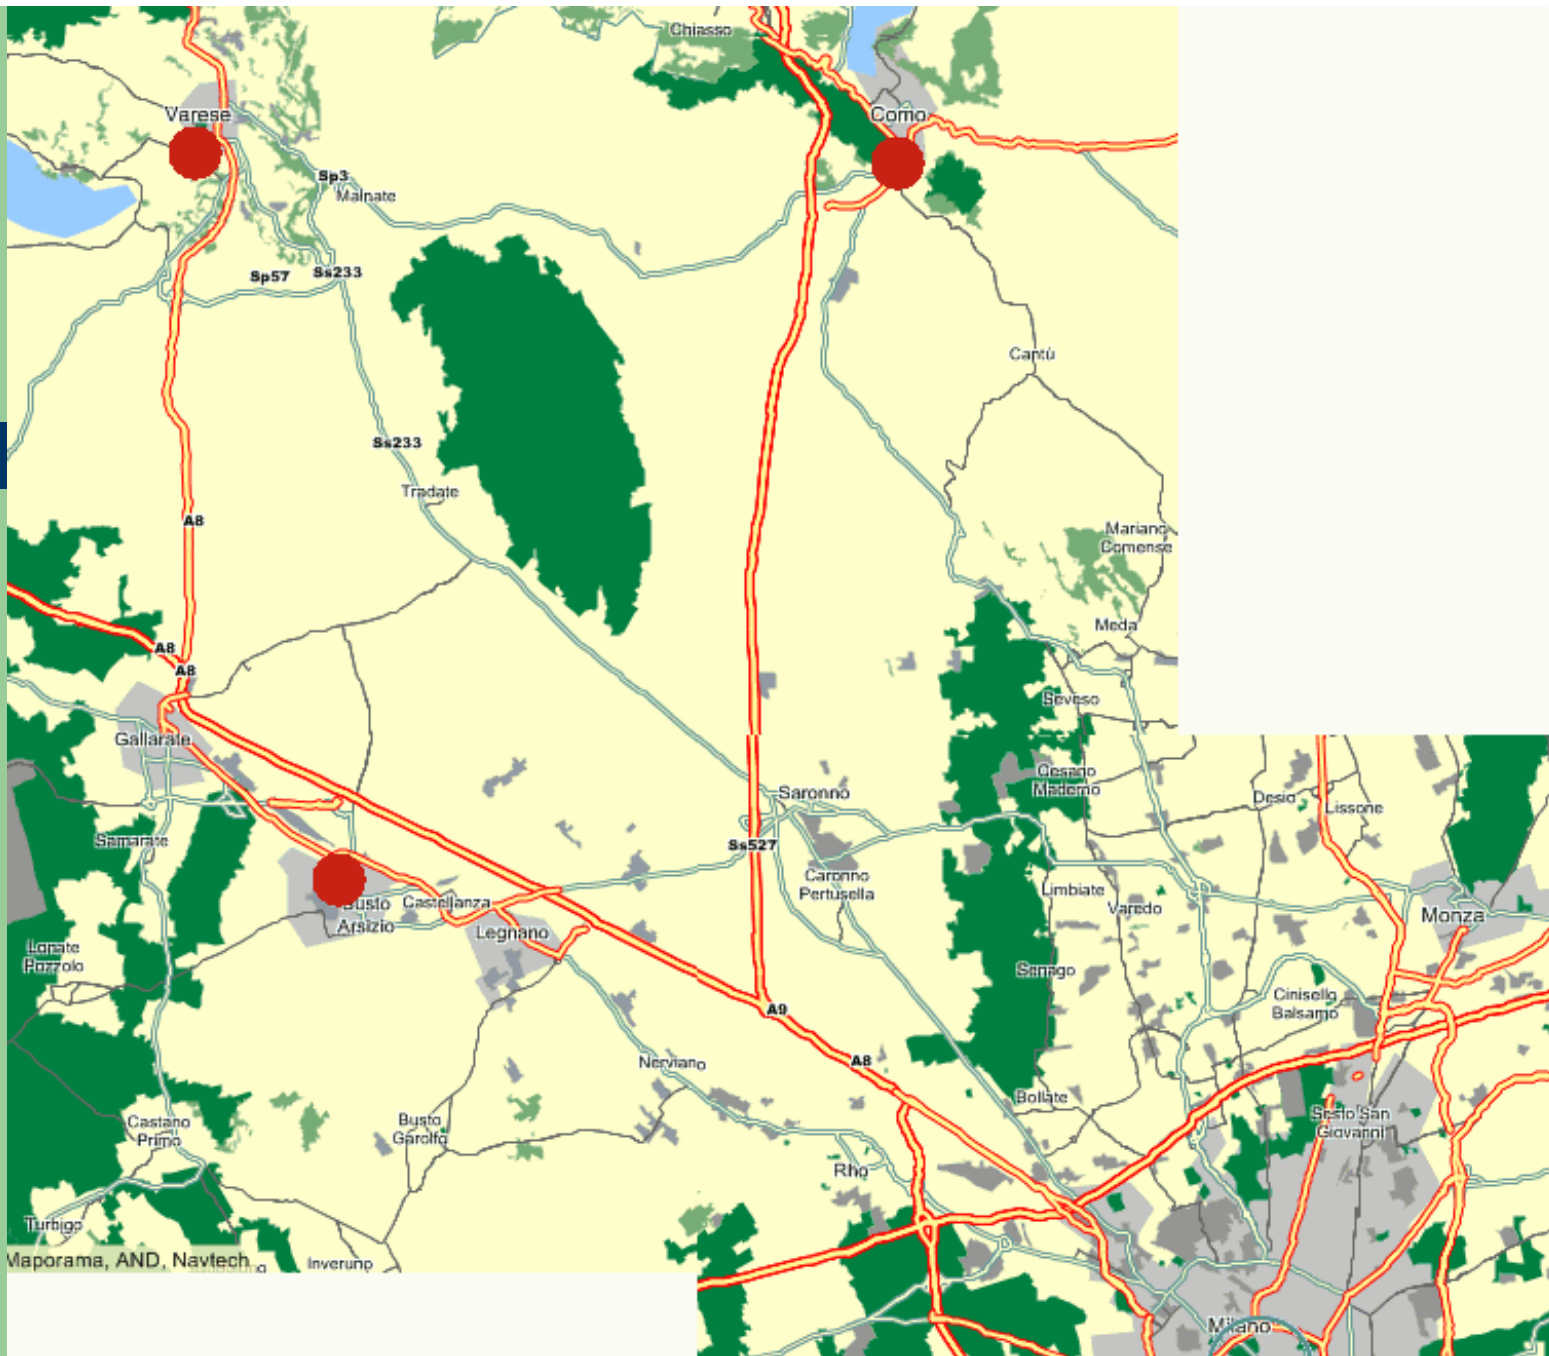 Chiasso
Varese
Como
Sp3
Malnate
Sp57
Ss233
Cantù
Ss233
Tradate
A8
Mariano
Comense
Meda
A8
A8
Seveso
Gallarate
Cesano
Maderno
Saronno
Desio
Lissone
Samarate
Ss527
Caronno
Pertusella
Limbiate
Varedo
Busto
Arsizio
Castellanza
Legnano
Monza
Lonate
Pozzolo
Senago
Cinisello
Balsamo
A9
Nerviano
A8
Bollate
Castano
Primo
Busto
Garolfo
Sesto San
Giovanni
Rho
Turbigo
Maporama, AND, Navtech
Inveruno
Milano